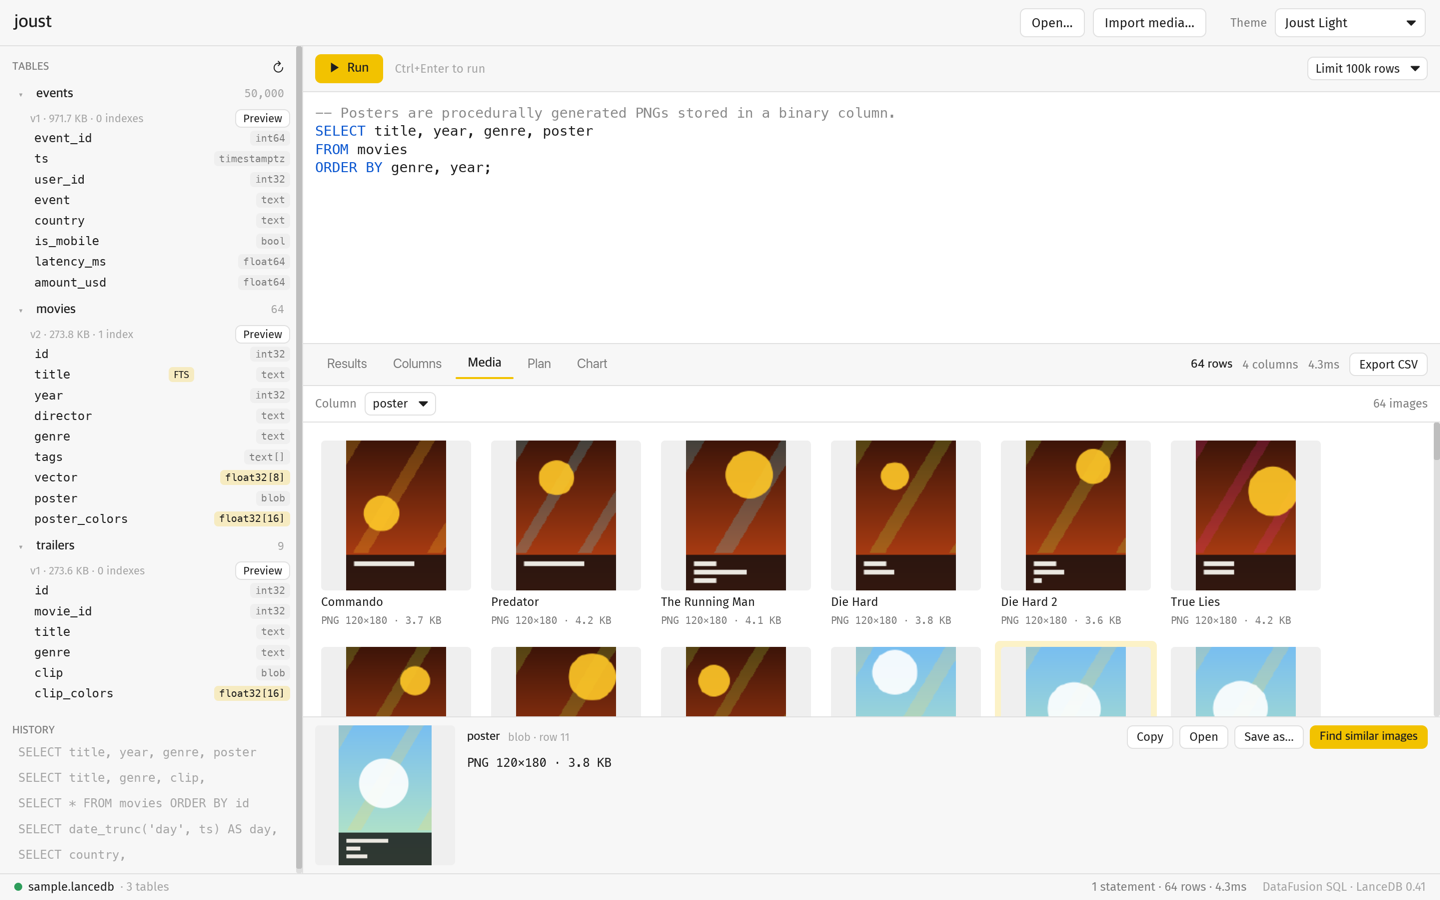 joust
Open...
Import media...
Theme
Joust Light
TABLES
events
50,000
v1 · 971.7 KB · 0 indexes
Preview
event_id
int64
ts
timestamptz
user_id
int32
event
text
country
text
is_mobile
bool
latency_ms
float64
amount_usd
float64
movies
64
v2 · 273.8 KB · 1 index
Preview
id
int32
title
FTS
text
year
int32
director
text
genre
text
tags
text[]
vector
float32[8]
poster
blob
poster_colors
float32[16]
trailers
9
v1 · 273.6 KB · 0 indexes
Preview
id
int32
movie_id
int32
title
text
genre
text
clip
blob
clip_colors
float32[16]
HISTORY
SELECT title, year, genre, poster
SELECT title, genre, clip,
SELECT * FROM movies ORDER BY id
SELECT date_trunc('day', ts) AS day,
SELECT country,
Run
Ctrl+Enter to run
Limit 100k rows
-- Posters are procedurally generated PNGs stored in a binary column.
SELECT title, year, genre, poster
FROM movies
ORDER BY genre, year;
Results
Columns
Media
Plan
Chart
64 rows
4 columns
4.3ms
Export CSV
Column
poster
64 images
Commando
PNG 120×180 · 3.7 KB
Predator
PNG 120×180 · 4.2 KB
The Running Man
PNG 120×180 · 4.1 KB
Die Hard
PNG 120×180 · 3.8 KB
Die Hard 2
PNG 120×180 · 3.6 KB
True Lies
PNG 120×180 · 4.2 KB
poster
blob · row 11
Copy
Open
Save as...
Find similar images
PNG 120×180 · 3.8 KB
sample.lancedb · 3 tables
1 statement · 64 rows · 4.3ms
DataFusion SQL · LanceDB 0.41